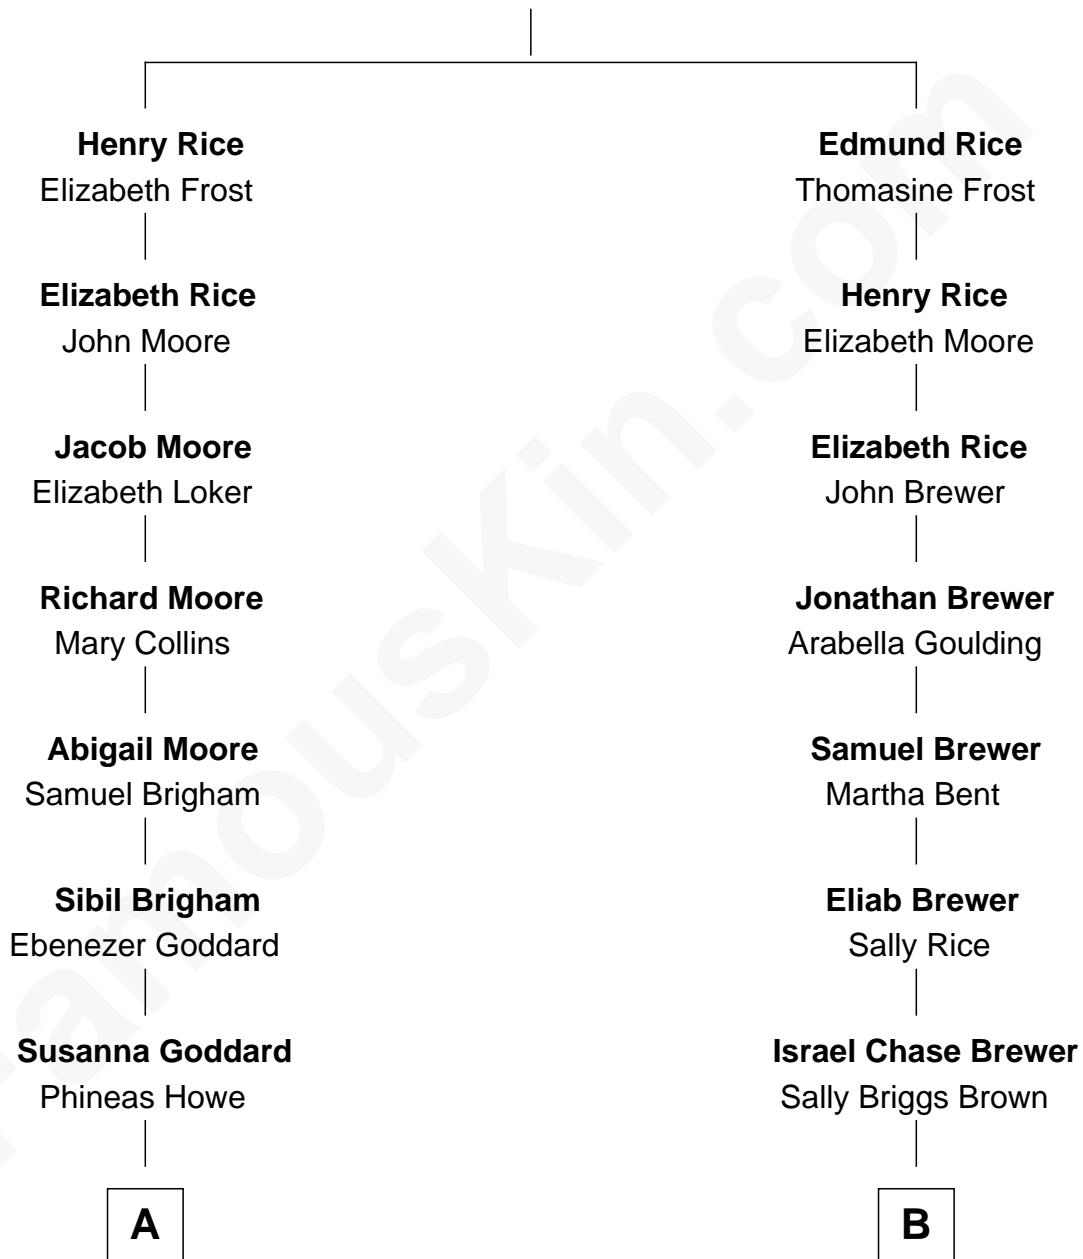 Henry Rice
Elizabeth Frost
Elizabeth Rice
John Moore
Jacob Moore
Elizabeth Loker
Richard Moore
Mary Collins
Abigail Moore
Samuel Brigham
Sibil Brigham
Ebenezer Goddard
Susanna Goddard
Phineas Howe
A
Edmund Rice
Thomasine Frost
Henry Rice
Elizabeth Moore
Elizabeth Rice
John Brewer
Jonathan Brewer
Arabella Goulding
Samuel Brewer
Martha Bent
Eliab Brewer
Sally Rice
Israel Chase Brewer
Sally Briggs Brown
B
FamousKin.com